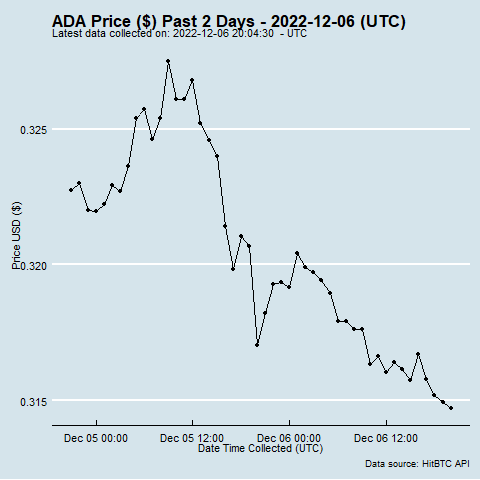 ADA Price ($) Past 2 Days - 2022-12-06 (UTC)
Latest data collected on: 2022-12-06 20:04:30 - UTC
0.325
0.320
0.315
Price USD ($)
Dec 05 00:00 Dec 05 12:00 Dec 06 00:00 Dec 06 12:00
Date Time Collected (UTC)
Data source: HitBTC API